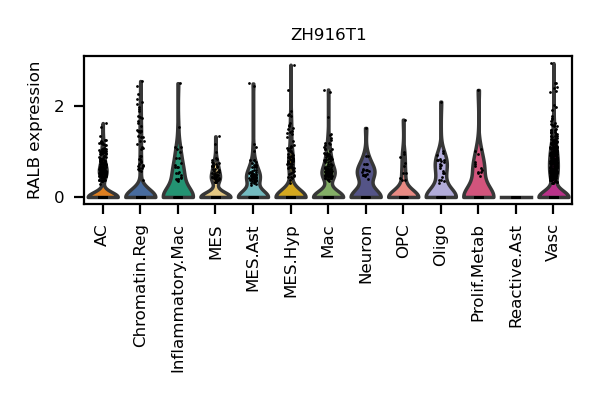 ZH916T1
RALB expression
2
0
AC
Chromatin.Reg
Inflammatory.Mac
MES
MES.Ast
MES.Hyp
Mac
Neuron
OPC
Oligo
Prolif.Metab
Reactive.Ast
Vasc